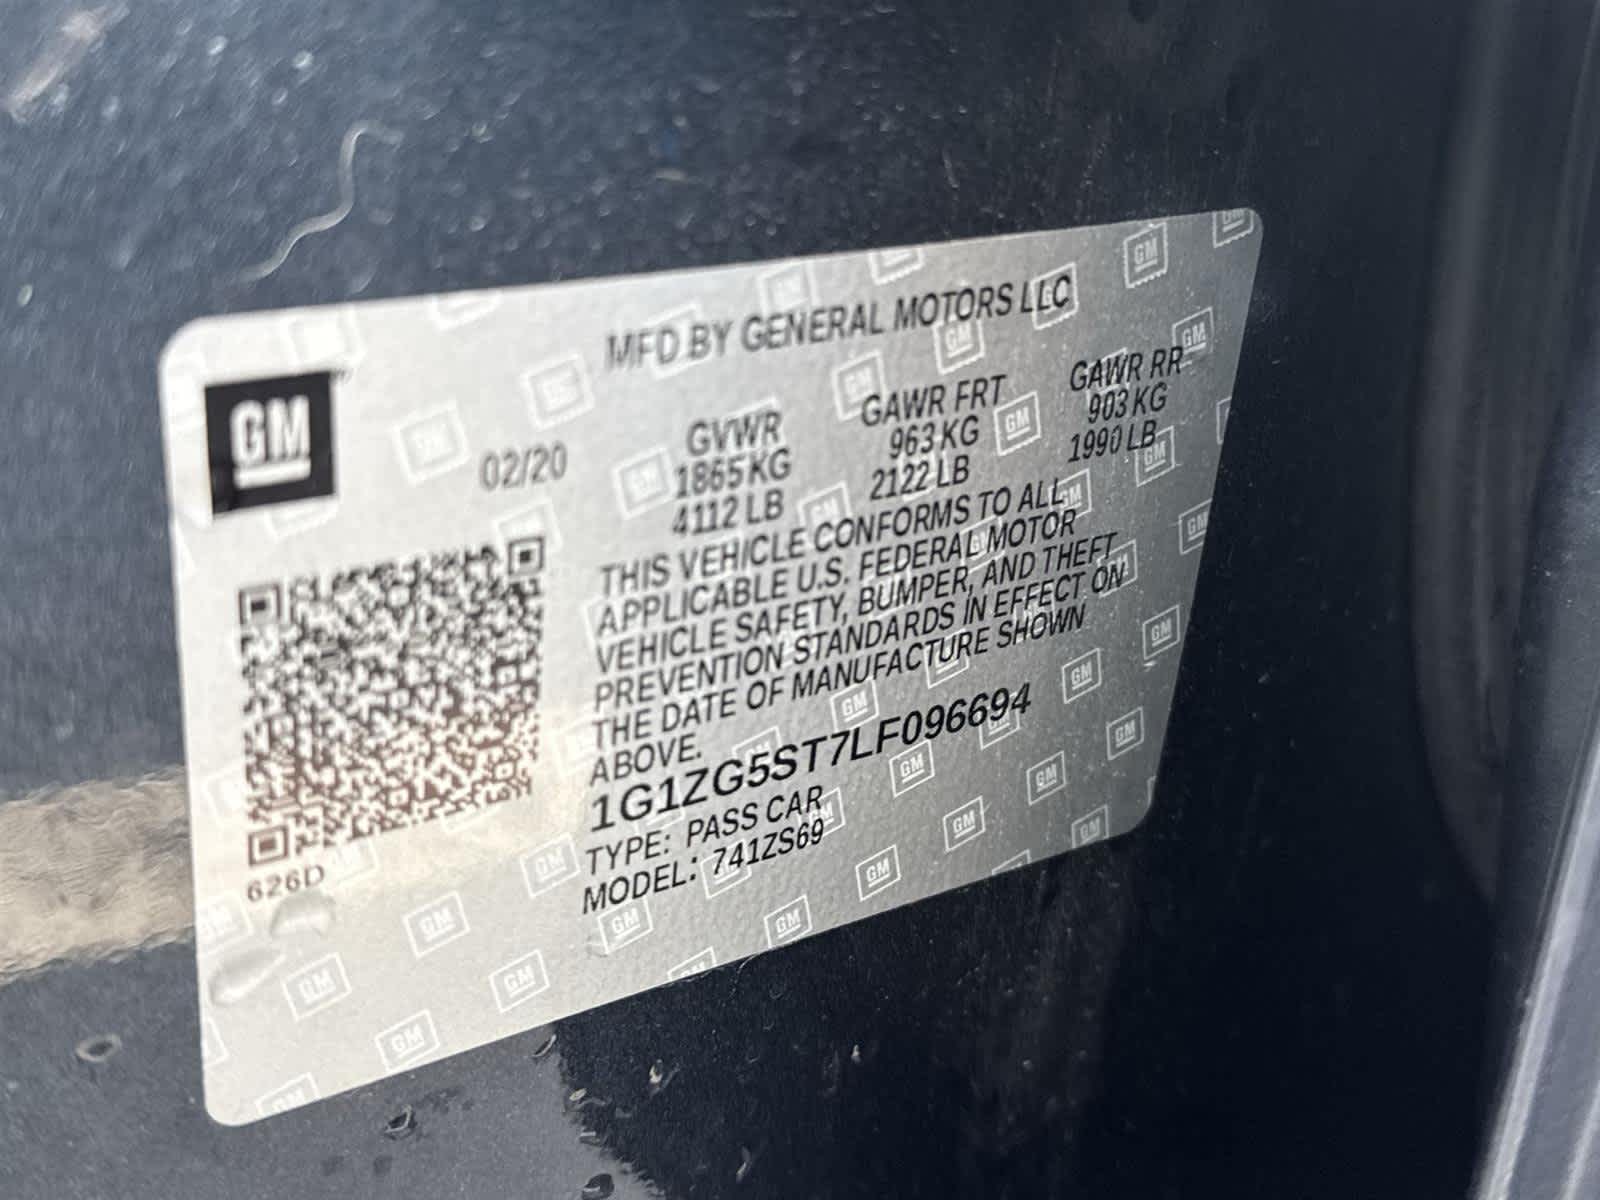 MFD BY GENERAL MOTORS LLC
GM
02/20
GVWR GAWR FRT GAWR RR
1865 KG 963 KG 903 KG
4112 LB 2122 LB 1990 LB
THIS VEHICLE CONFORMS TO ALL
APPLICABLE U.S. FEDERAL MOTOR
VEHICLE SAFETY, BUMPER, AND THEFT
PREVENTION STANDARDS IN EFFECT ON
THE DATE OF MANUFACTURE SHOWN
ABOVE.
1G1ZG5ST7LF096694
TYPE: PASS CAR
MODEL: 741ZS69
626D